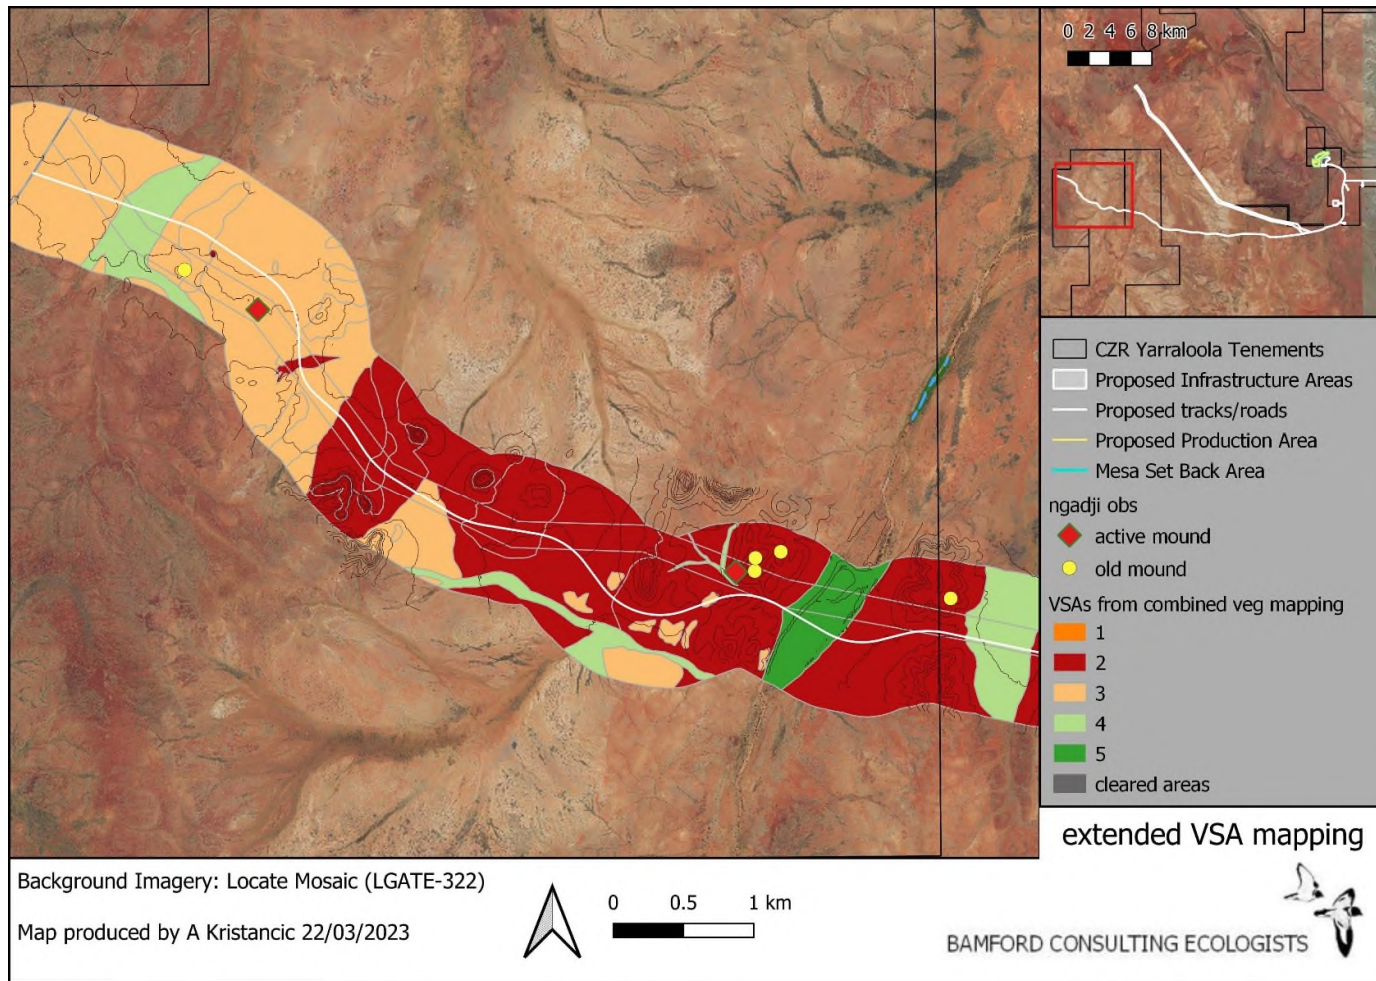 0 2 4 6 8 km
CZR Yarraloola Tenements
Proposed Infrastructure Areas
Proposed tracks/roads
Proposed Production Area
Mesa Set Back Area
ngadji obs
active mound
old mound
VSAs from combined veg mapping
1
2
3
4
5
cleared areas
extended VSA mapping
Background Imagery: Locate Mosaic (LGATE-322)
Map produced by A Kristancic 22/03/2023
0 0.5 1 km
BAMFORD CONSULTING ECOLOGISTS